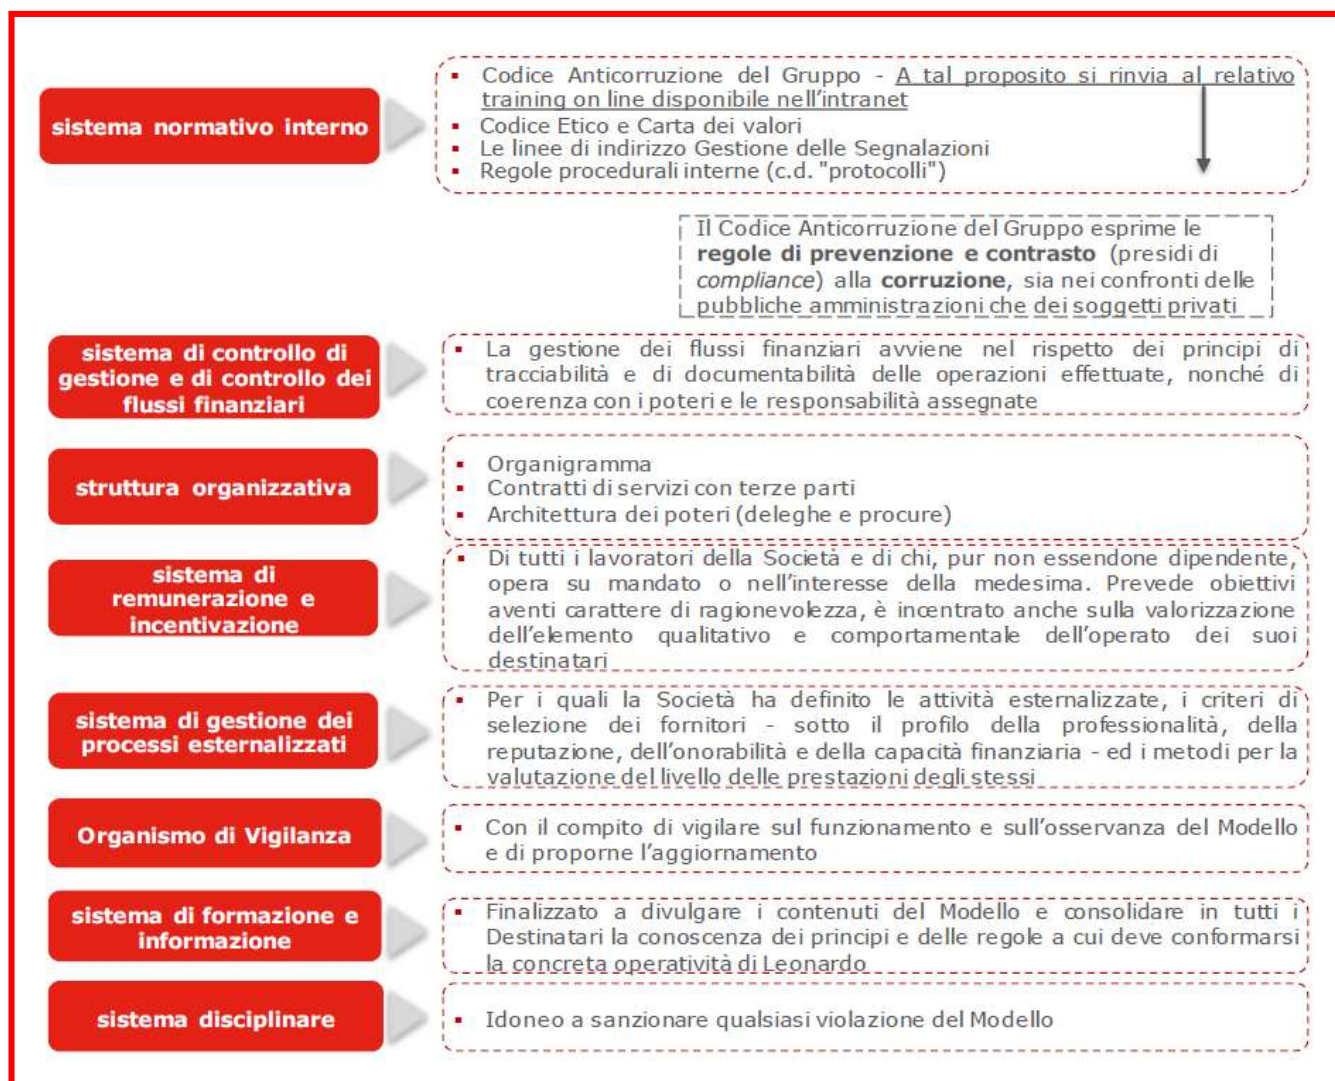 sistema normativo interno
▪ Codice Anticorruzione del Gruppo - A tal proposito si rinvia al relativo
training on line disponibile nell'intranet
▪ Codice Etico e Carta dei valori
▪ Le linee di indirizzo Gestione delle Segnalazioni
▪ Regole procedurali interne (c.d. "protocolli")
Il Codice Anticorruzione del Gruppo esprime le
regole di prevenzione e contrasto (presidi di
compliance) alla corruzione, sia nei confronti delle
pubbliche amministrazioni che dei soggetti privati
sistema di controllo di
gestione e di controllo dei
flussi finanziari
▪ La gestione dei flussi finanziari avviene nel rispetto dei principi di
tracciabilità e di documentabilità delle operazioni effettuate, nonché di
coerenza con i poteri e le responsabilità assegnate
struttura organizzativa
▪ Organigramma
▪ Contratti di servizi con terze parti
▪ Architettura dei poteri (deleghe e procure)
sistema di
remunerazione e
incentivazione
▪ Di tutti i lavoratori della Società e di chi, pur non essendone dipendente,
opera su mandato o nell'interesse della medesima. Prevede obiettivi
aventi carattere di ragionevolezza, è incentrato anche sulla valorizzazione
dell'elemento qualitativo e comportamentale dell'operato dei suoi
destinatari
sistema di gestione dei
processi esternalizzati
▪ Per i quali la Società ha definito le attività esternalizzate, i criteri di
selezione dei fornitori - sotto il profilo della professionalità, della
reputazione, dell'onorabilità e della capacità finanziaria - ed i metodi per la
valutazione del livello delle prestazioni degli stessi
Organismo di Vigilanza
▪ Con il compito di vigilare sul funzionamento e sull'osservanza del Modello
e di proporne l'aggiornamento
sistema di formazione e
informazione
▪ Finalizzato a divulgare i contenuti del Modello e consolidare in tutti i
Destinatari la conoscenza dei principi e delle regole a cui deve conformarsi
la concreta operatività di Leonardo
sistema disciplinare
▪ Idoneo a sanzionare qualsiasi violazione del Modello